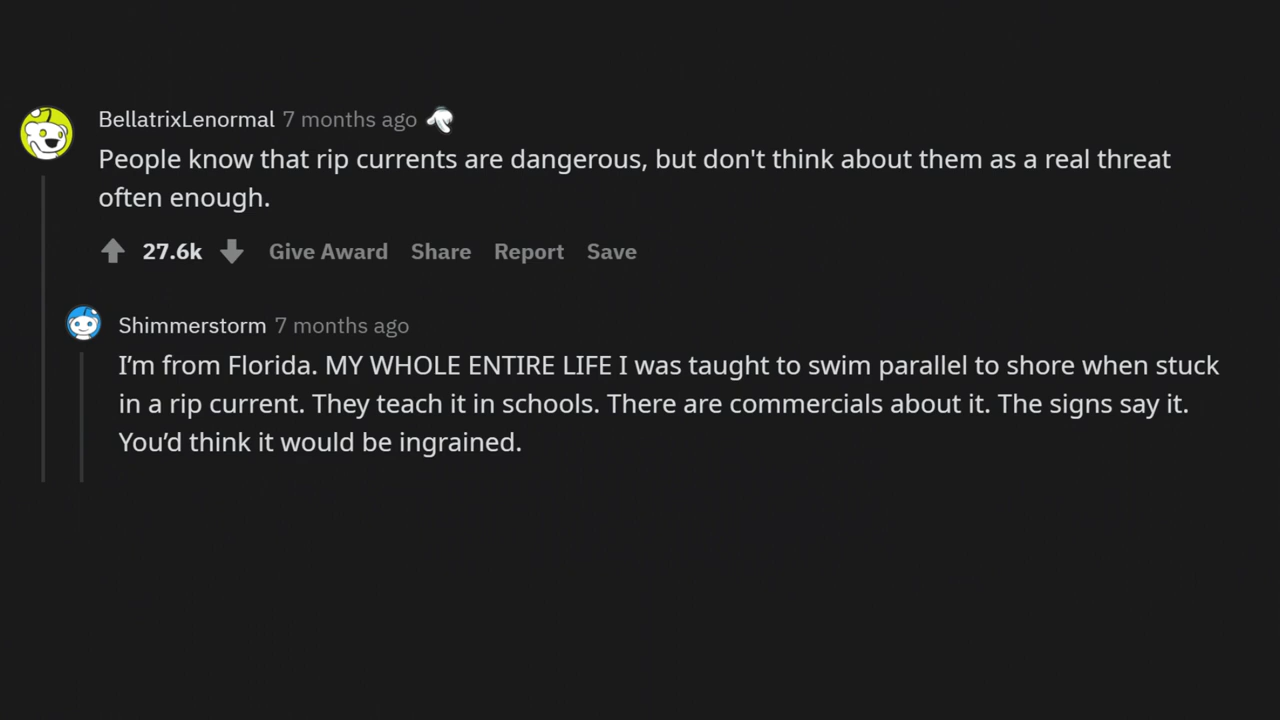 BellatrixLenormal 7 months ago
People know that rip currents are dangerous, but don't think about them as a real threat
often enough.
27.6k Give Award Share Report Save
Shimmerstorm 7 months ago
I’m from Florida. MY WHOLE ENTIRE LIFE I was taught to swim parallel to shore when stuck
in a rip current. They teach it in schools. There are commercials about it. The signs say it.
You’d think it would be ingrained.